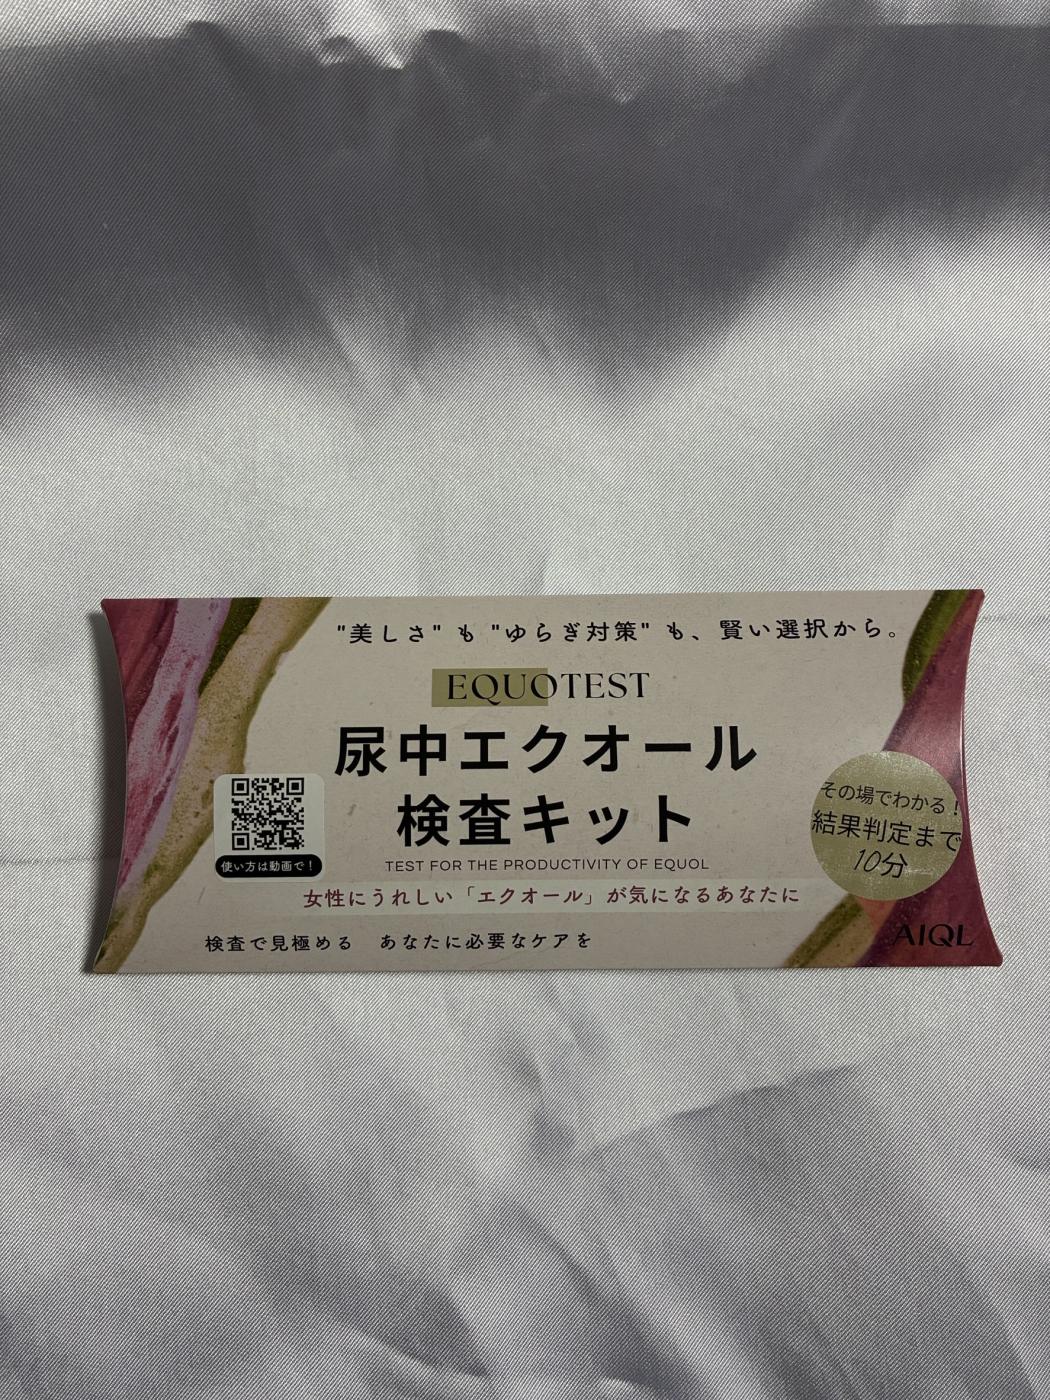 "美しさ" も "ゆらぎ対策" も、賢い選択から。
EQUOTEST
尿中エクオール
検査キット
TEST FOR THE PRODUCTIVITY OF EQUOL
女性にうれしい「エクオール」が気になるあなたに
検査で見極める　あなたに必要なケアを
使い方は動画で！
その場でわかる！
結果判定まで
10分
AIQL